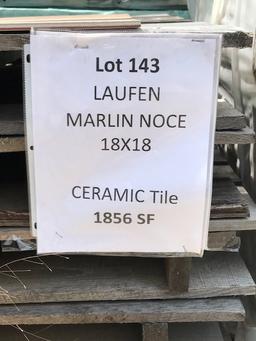 Lot 143
LAUFEN
MARLIN NOCE
18X18
CERAMIC Tile
1856 SF